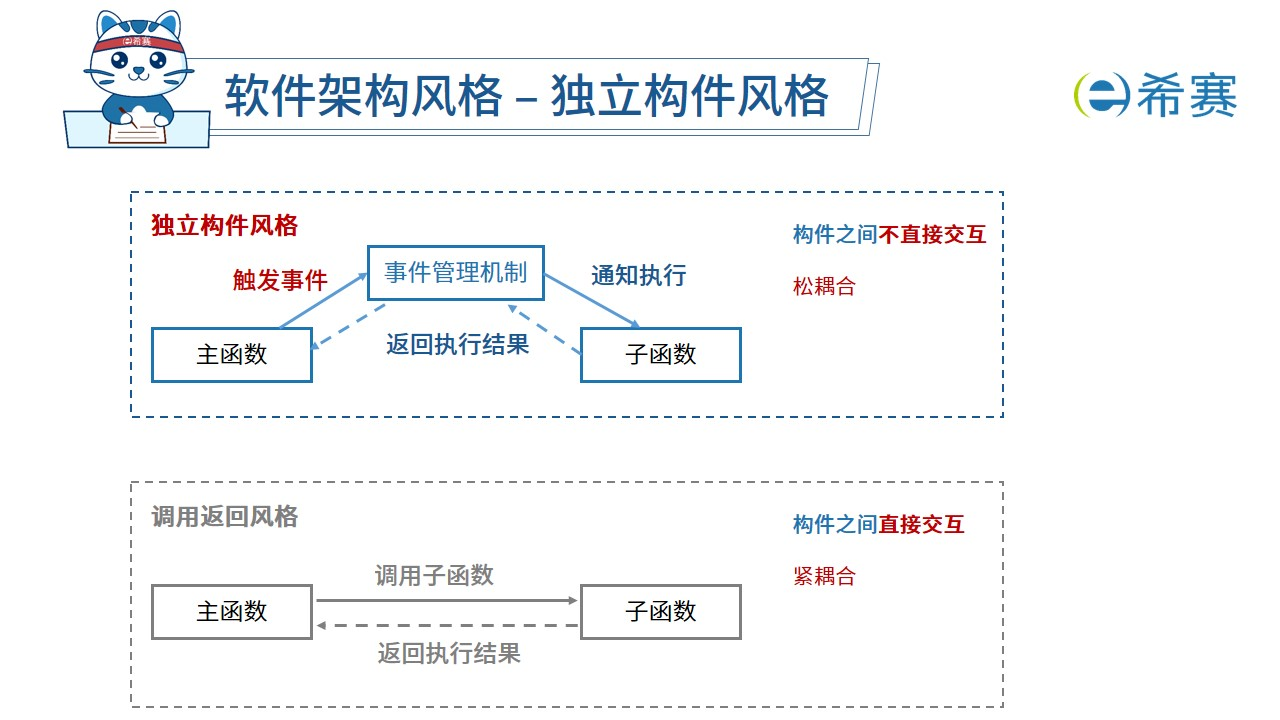 希赛
软件架构风格 – 独立构件风格
希赛
独立构件风格
构件之间不直接交互
触发事件
事件管理机制
通知执行
松耦合
主函数
返回执行结果
子函数
调用返回风格
构件之间直接交互
调用子函数
紧耦合
主函数
子函数
返回执行结果